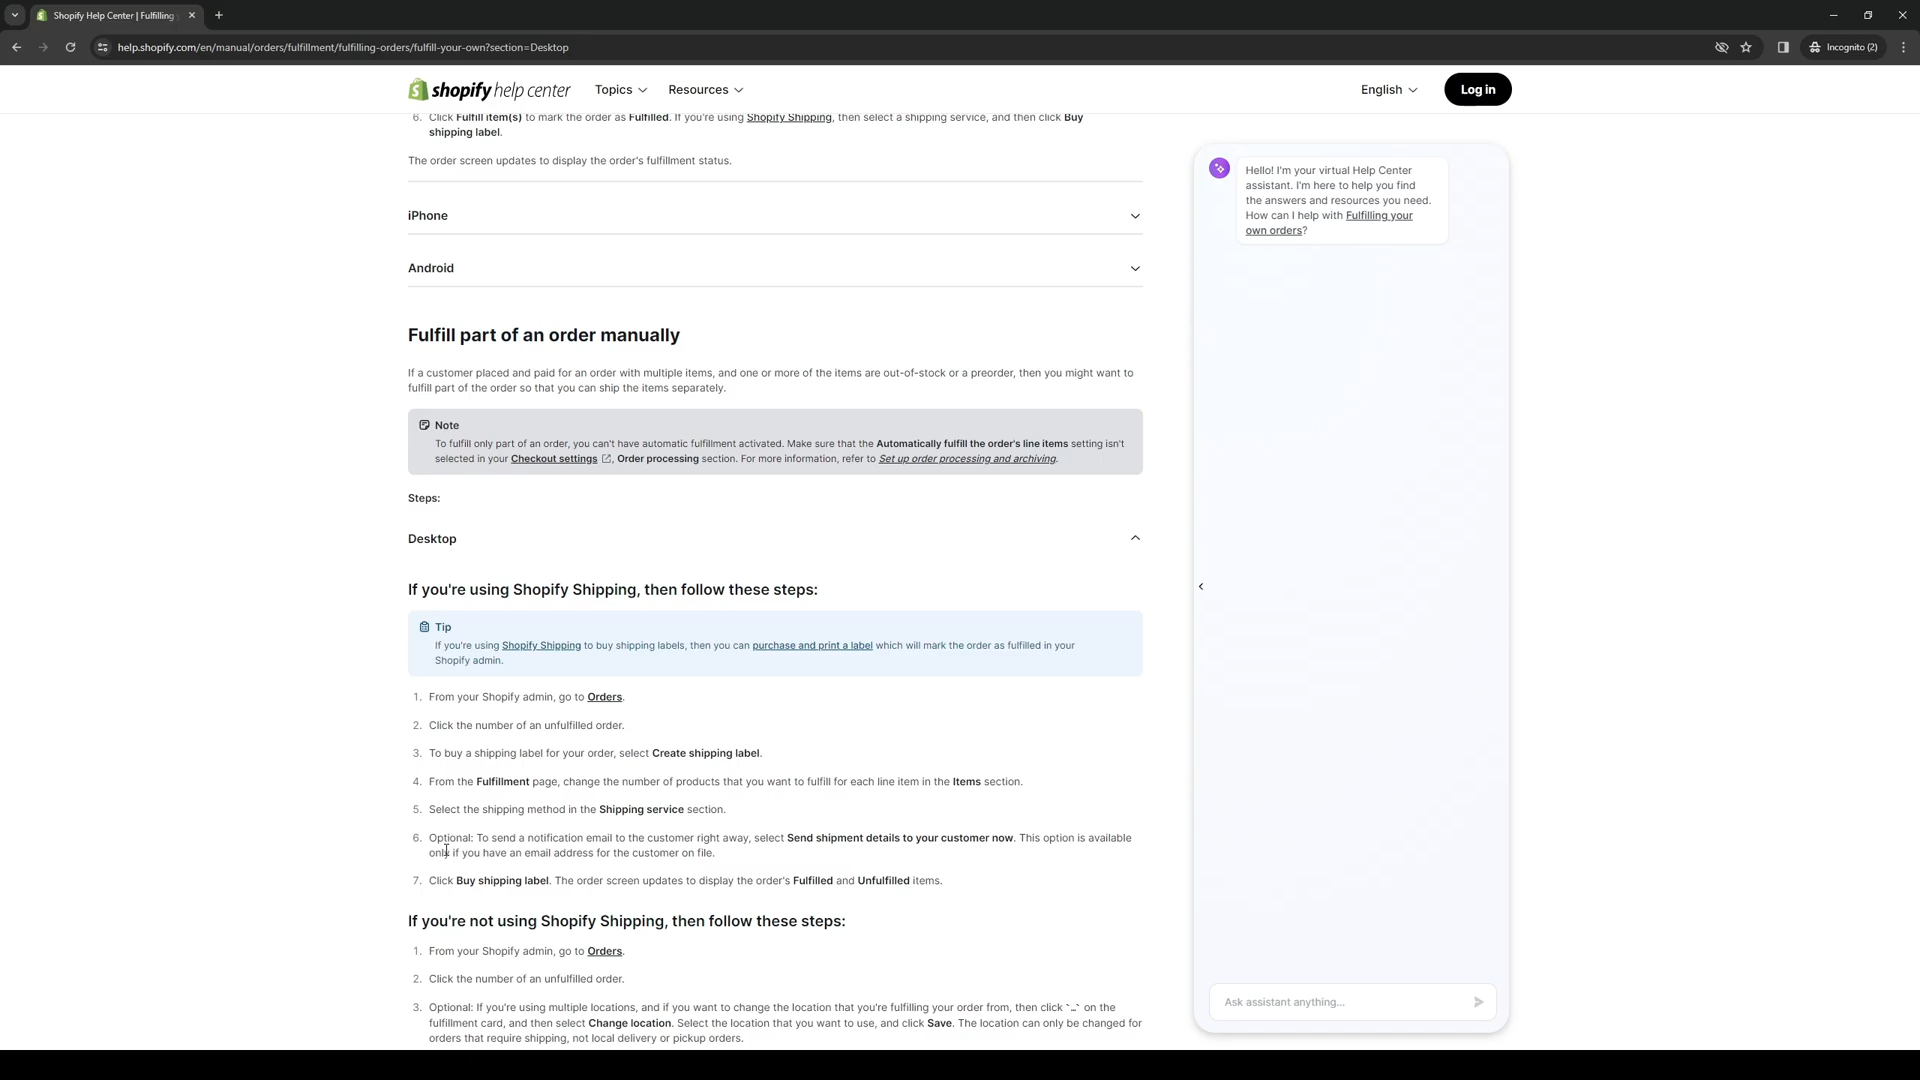 Shopify Help Center | Fulfilling
help.shopify.com/en/manual/orders/fulfillment/fulfilling-orders/fulfill-your-own?section=Desktop
Incognito (2)
shopify help center
Topics
Resources
English
Log in
6. Click Fulfill item(s) to mark the order as Fulfilled. If you're using Shopify Shipping, then select a shipping service, and then click Buy
shipping label.
The order screen updates to display the order's fulfillment status.
iPhone
Android
Fulfill part of an order manually
If a customer placed and paid for an order with multiple items, and one or more of the items are out-of-stock or a preorder, then you might want to
fulfill part of the order so that you can ship the items separately.
Note
To fulfill only part of an order, you can't have automatic fulfillment activated. Make sure that the Automatically fulfill the order's line items setting isn't
selected in your Checkout settings, Order processing section. For more information, refer to Set up order processing and archiving.
Steps:
Desktop
If you're using Shopify Shipping, then follow these steps:
Tip
If you're using Shopify Shipping to buy shipping labels, then you can purchase and print a label which will mark the order as fulfilled in your
Shopify admin.
1. From your Shopify admin, go to Orders.
2. Click the number of an unfulfilled order.
3. To buy a shipping label for your order, select Create shipping label.
4. From the Fulfillment page, change the number of products that you want to fulfill for each line item in the Items section.
5. Select the shipping method in the Shipping service section.
6. Optional: To send a notification email to the customer right away, select Send shipment details to your customer now. This option is available
only if you have an email address for the customer on file.
7. Click Buy shipping label. The order screen updates to display the order's Fulfilled and Unfulfilled items.
If you're not using Shopify Shipping, then follow these steps:
1. From your Shopify admin, go to Orders.
2. Click the number of an unfulfilled order.
3. Optional: If you're using multiple locations, and if you want to change the location that you're fulfilling your order from, then click `…` on the
fulfillment card, and then select Change location. Select the location that you want to use, and click Save. The location can only be changed for
orders that require shipping, not local delivery or pickup orders.
Hello! I'm your virtual Help Center
assistant. I'm here to help you find
the answers and resources you need.
How can I help with Fulfilling your
own orders?
Ask assistant anything...